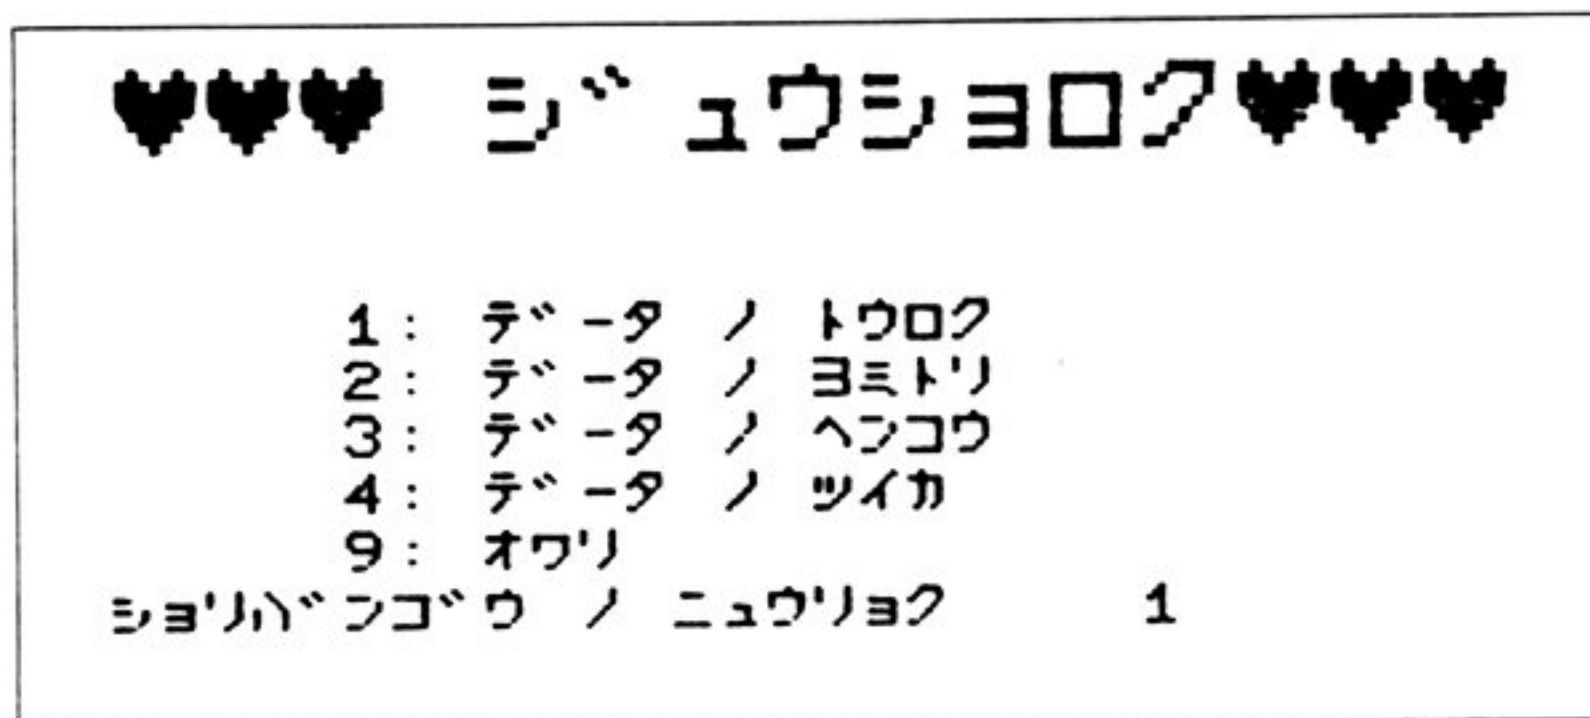 ♥♥♥ ジュウショロク♥♥♥
1: データ ノ トウロク
2: データ ノ ヨミトリ
3: データ ノ ヘンコウ
4: データ ノ ツイカ
9: オワリ
ショリバンゴウ ノ ニュウリョク 1